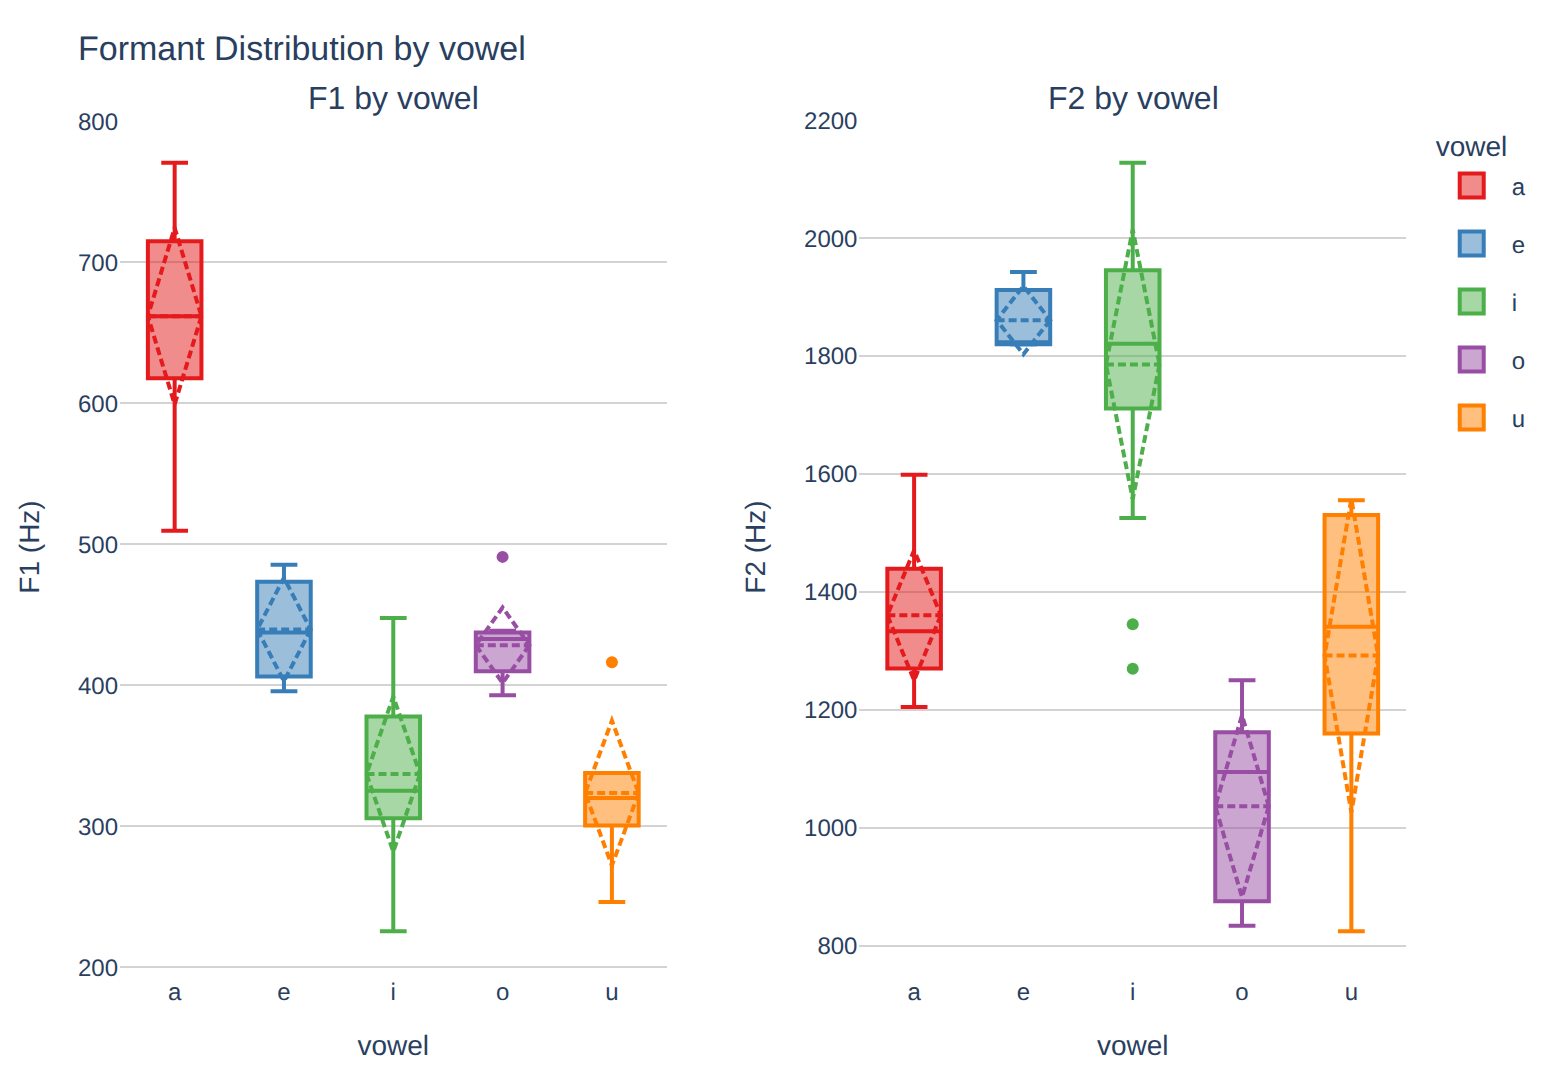 Formant Distribution by vowel
F1 by vowel
800
700
600
500
400
300
200
F1 (Hz)
a e i o u
vowel
F2 by vowel
2200
2000
1800
1600
1400
1200
1000
800
F2 (Hz)
a e i o u
vowel
vowel
a
e
i
o
u